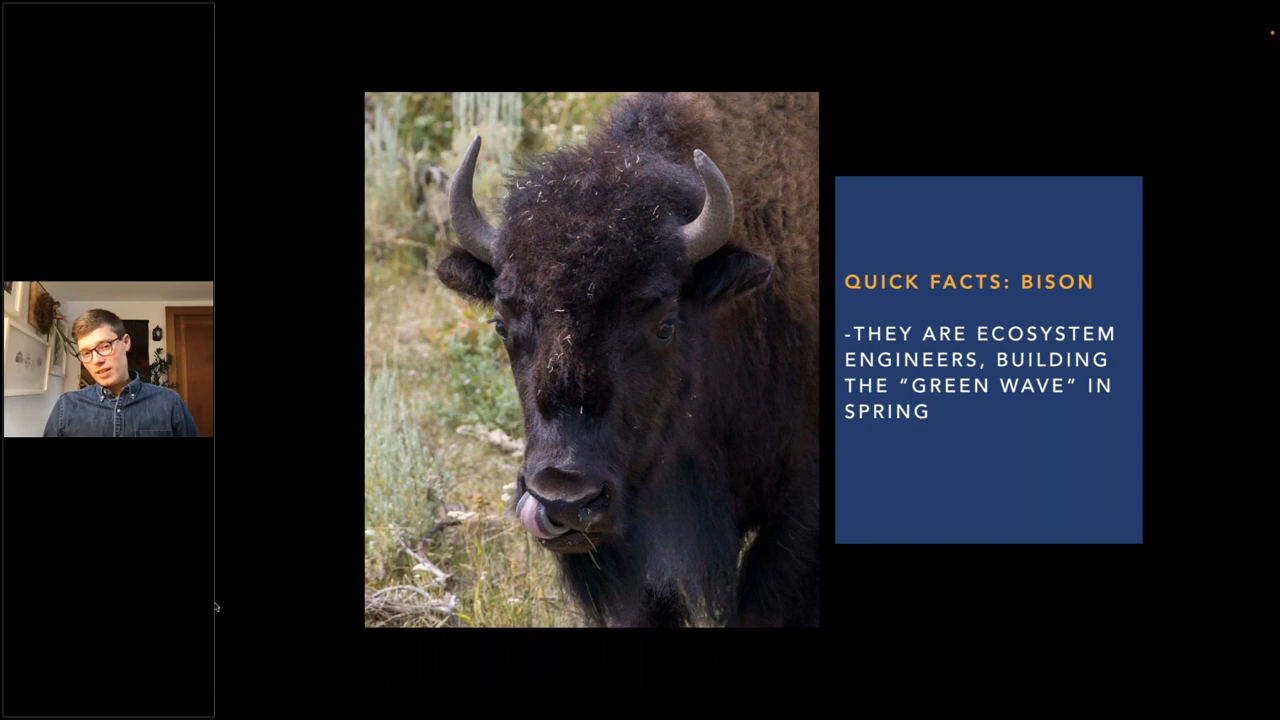 QUICK FACTS: BISON
-THEY ARE ECOSYSTEM
ENGINEERS, BUILDING
THE “GREEN WAVE” IN
SPRING